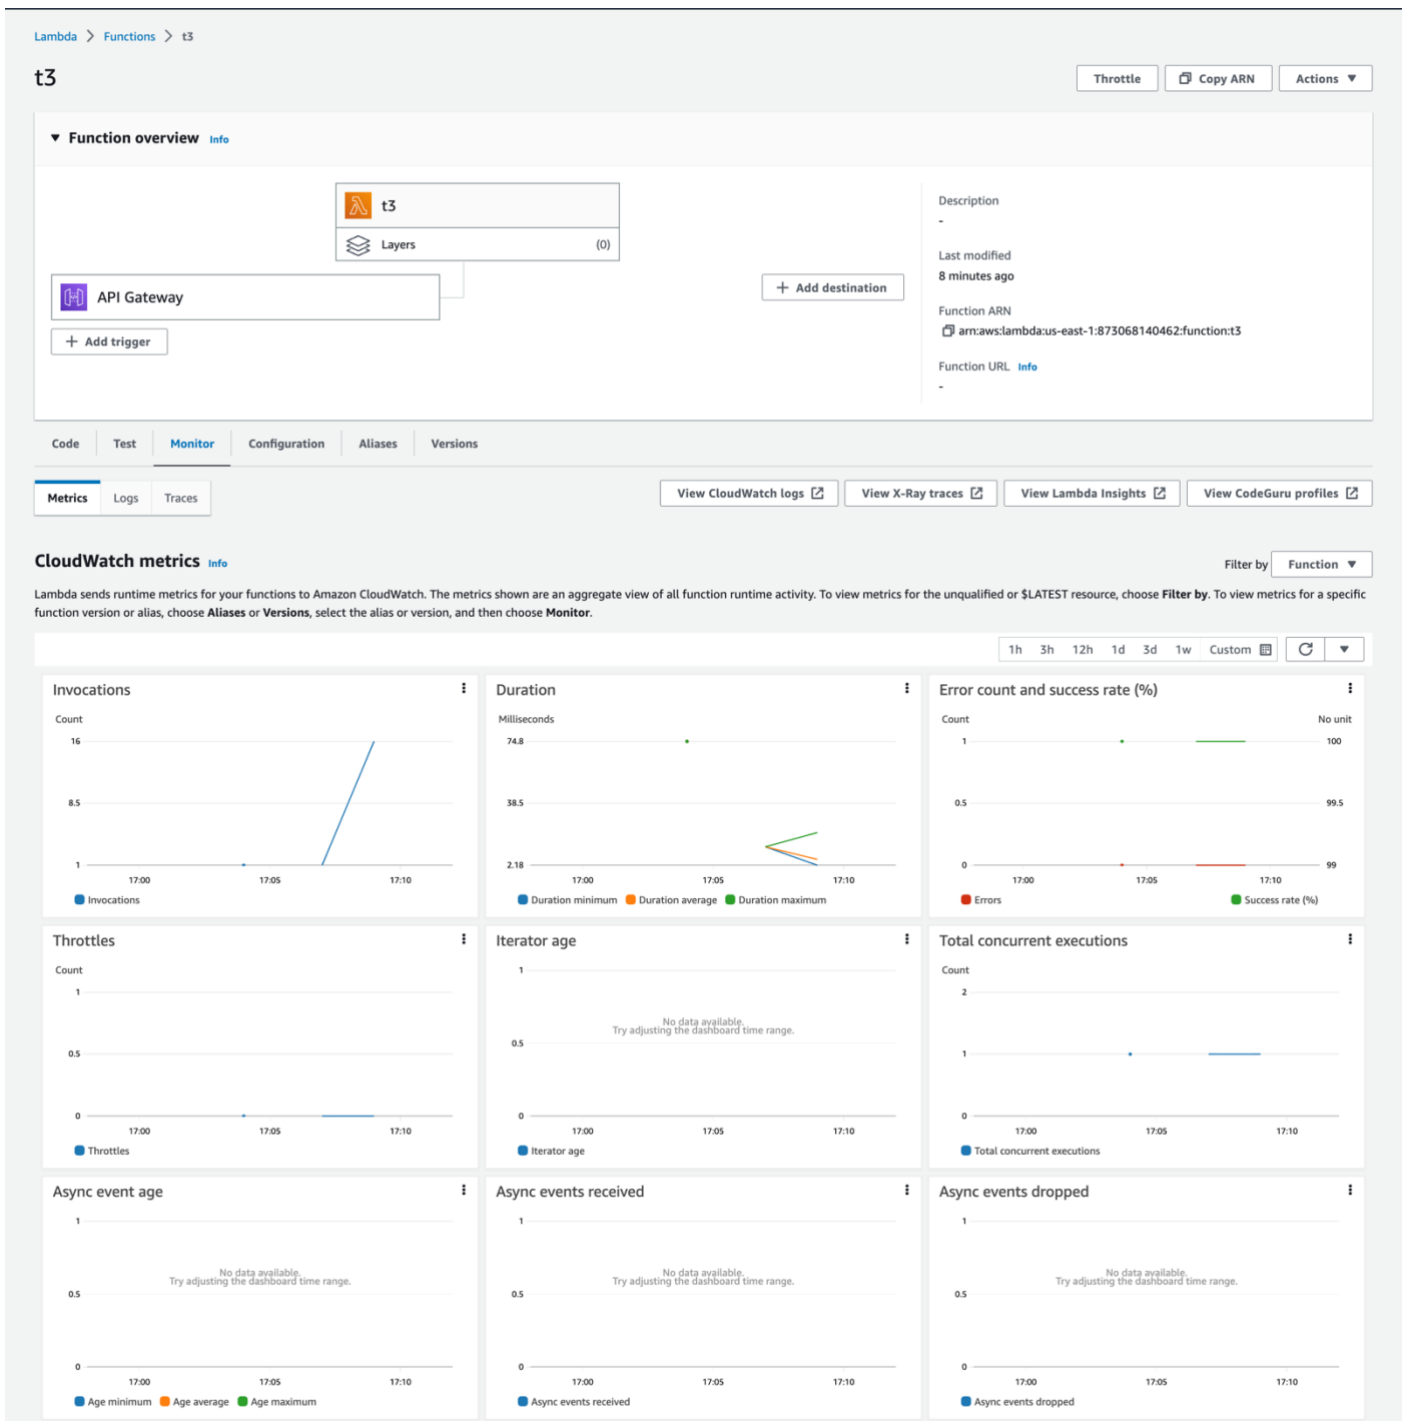 Lambda > Functions > t3
t3
Throttle Copy ARN Actions ▼
▼ Function overview Info
t3
Layers (0)
API Gateway
+ Add trigger
+ Add destination
Description
-
Last modified
8 minutes ago
Function ARN
arn:aws:lambda:us-east-1:873068140462:function:t3
Function URL Info
-
Code Test Monitor Configuration Aliases Versions
Metrics Logs Traces
View CloudWatch logs View X-Ray traces View Lambda Insights View CodeGuru profiles
CloudWatch metrics Info
Filter by Function ▼
Lambda sends runtime metrics for your functions to Amazon CloudWatch. The metrics shown are an aggregate view of all function runtime activity. To view metrics for the unqualified or $LATEST resource, choose Filter by. To view metrics for a specific
function version or alias, choose Aliases or Versions, select the alias or version, and then choose Monitor.
1h 3h 12h 1d 3d 1w Custom
Invocations
Count
16
8.5
1
17:00 17:05 17:10
Invocations
Duration
Milliseconds
74.8
38.5
2.18
17:00 17:05 17:10
Duration minimum Duration average Duration maximum
Error count and success rate (%)
Count No unit
1 100
0.5 99.5
0 99
17:00 17:05 17:10
Errors Success rate (%)
Throttles
Count
1
0.5
0
17:00 17:05 17:10
Throttles
Iterator age
1
No data available.
Try adjusting the dashboard time range.
0.5
0
17:00 17:05 17:10
Iterator age
Total concurrent executions
Count
2
1
0
17:00 17:05 17:10
Total concurrent executions
Async event age
1
No data available.
Try adjusting the dashboard time range.
0.5
0
17:00 17:05 17:10
Age minimum Age average Age maximum
Async events received
1
No data available.
Try adjusting the dashboard time range.
0.5
0
17:00 17:05 17:10
Async events received
Async events dropped
1
No data available.
Try adjusting the dashboard time range.
0.5
0
17:00 17:05 17:10
Async events dropped